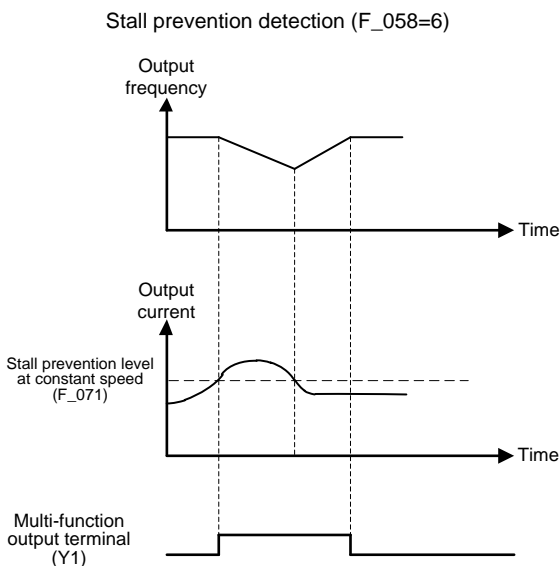 Stall prevention detection (F_058=6)
Output
frequency
Time
Output
current
Stall prevention level
at constant speed
(F_071)
Time
Multi-function
output terminal
(Y1)